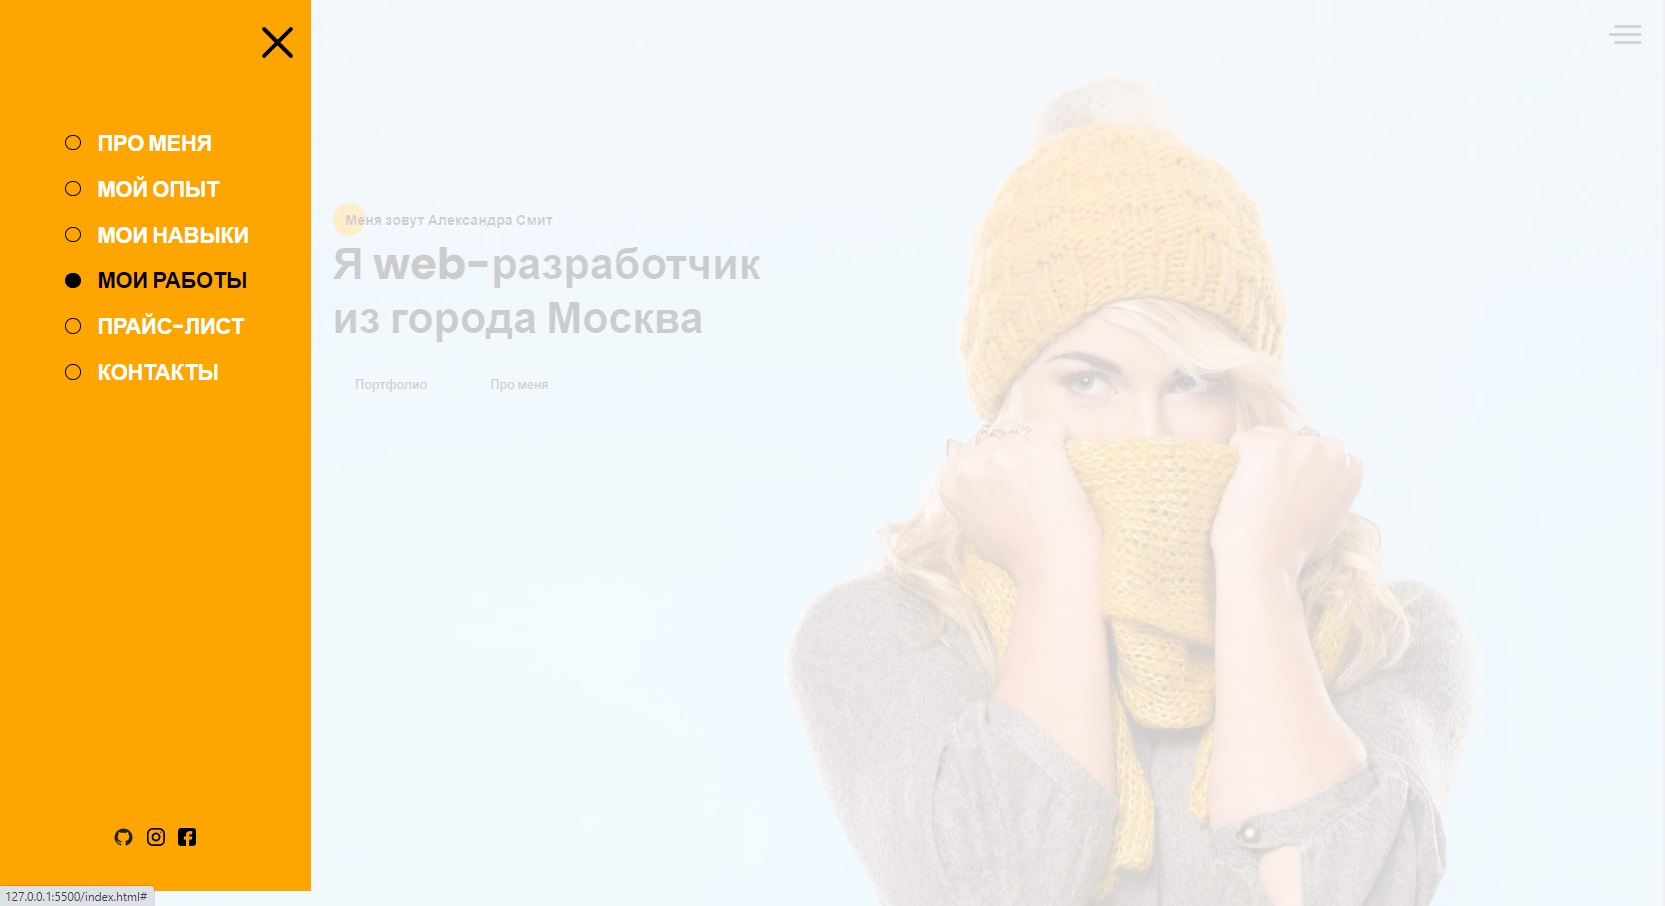 ПРО МЕНЯ
МОЙ ОПЫТ
МОИ НАВЫКИ
МОИ РАБОТЫ
ПРАЙС-ЛИСТ
КОНТАКТЫ
Меня зовут Александра Смит
Я web-разработчик
из города Москва
Портфолио Про меня
127.0.0.1:5500/index.html#